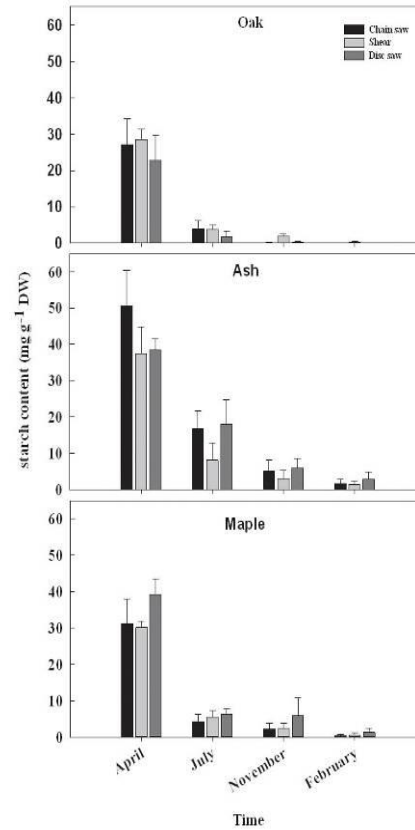 Oak
Chain saw
Shear
Disc saw
60
50
40
30
20
10
0
Ash
60
50
40
30
20
10
0
starch content (mg g⁻¹ DW)
Maple
60
50
40
30
20
10
0
April
July
November
February
Time